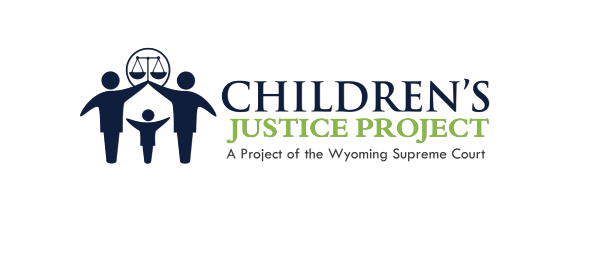 CHILDREN'S
JUSTICE PROJECT
A Project of the Wyoming Supreme Court